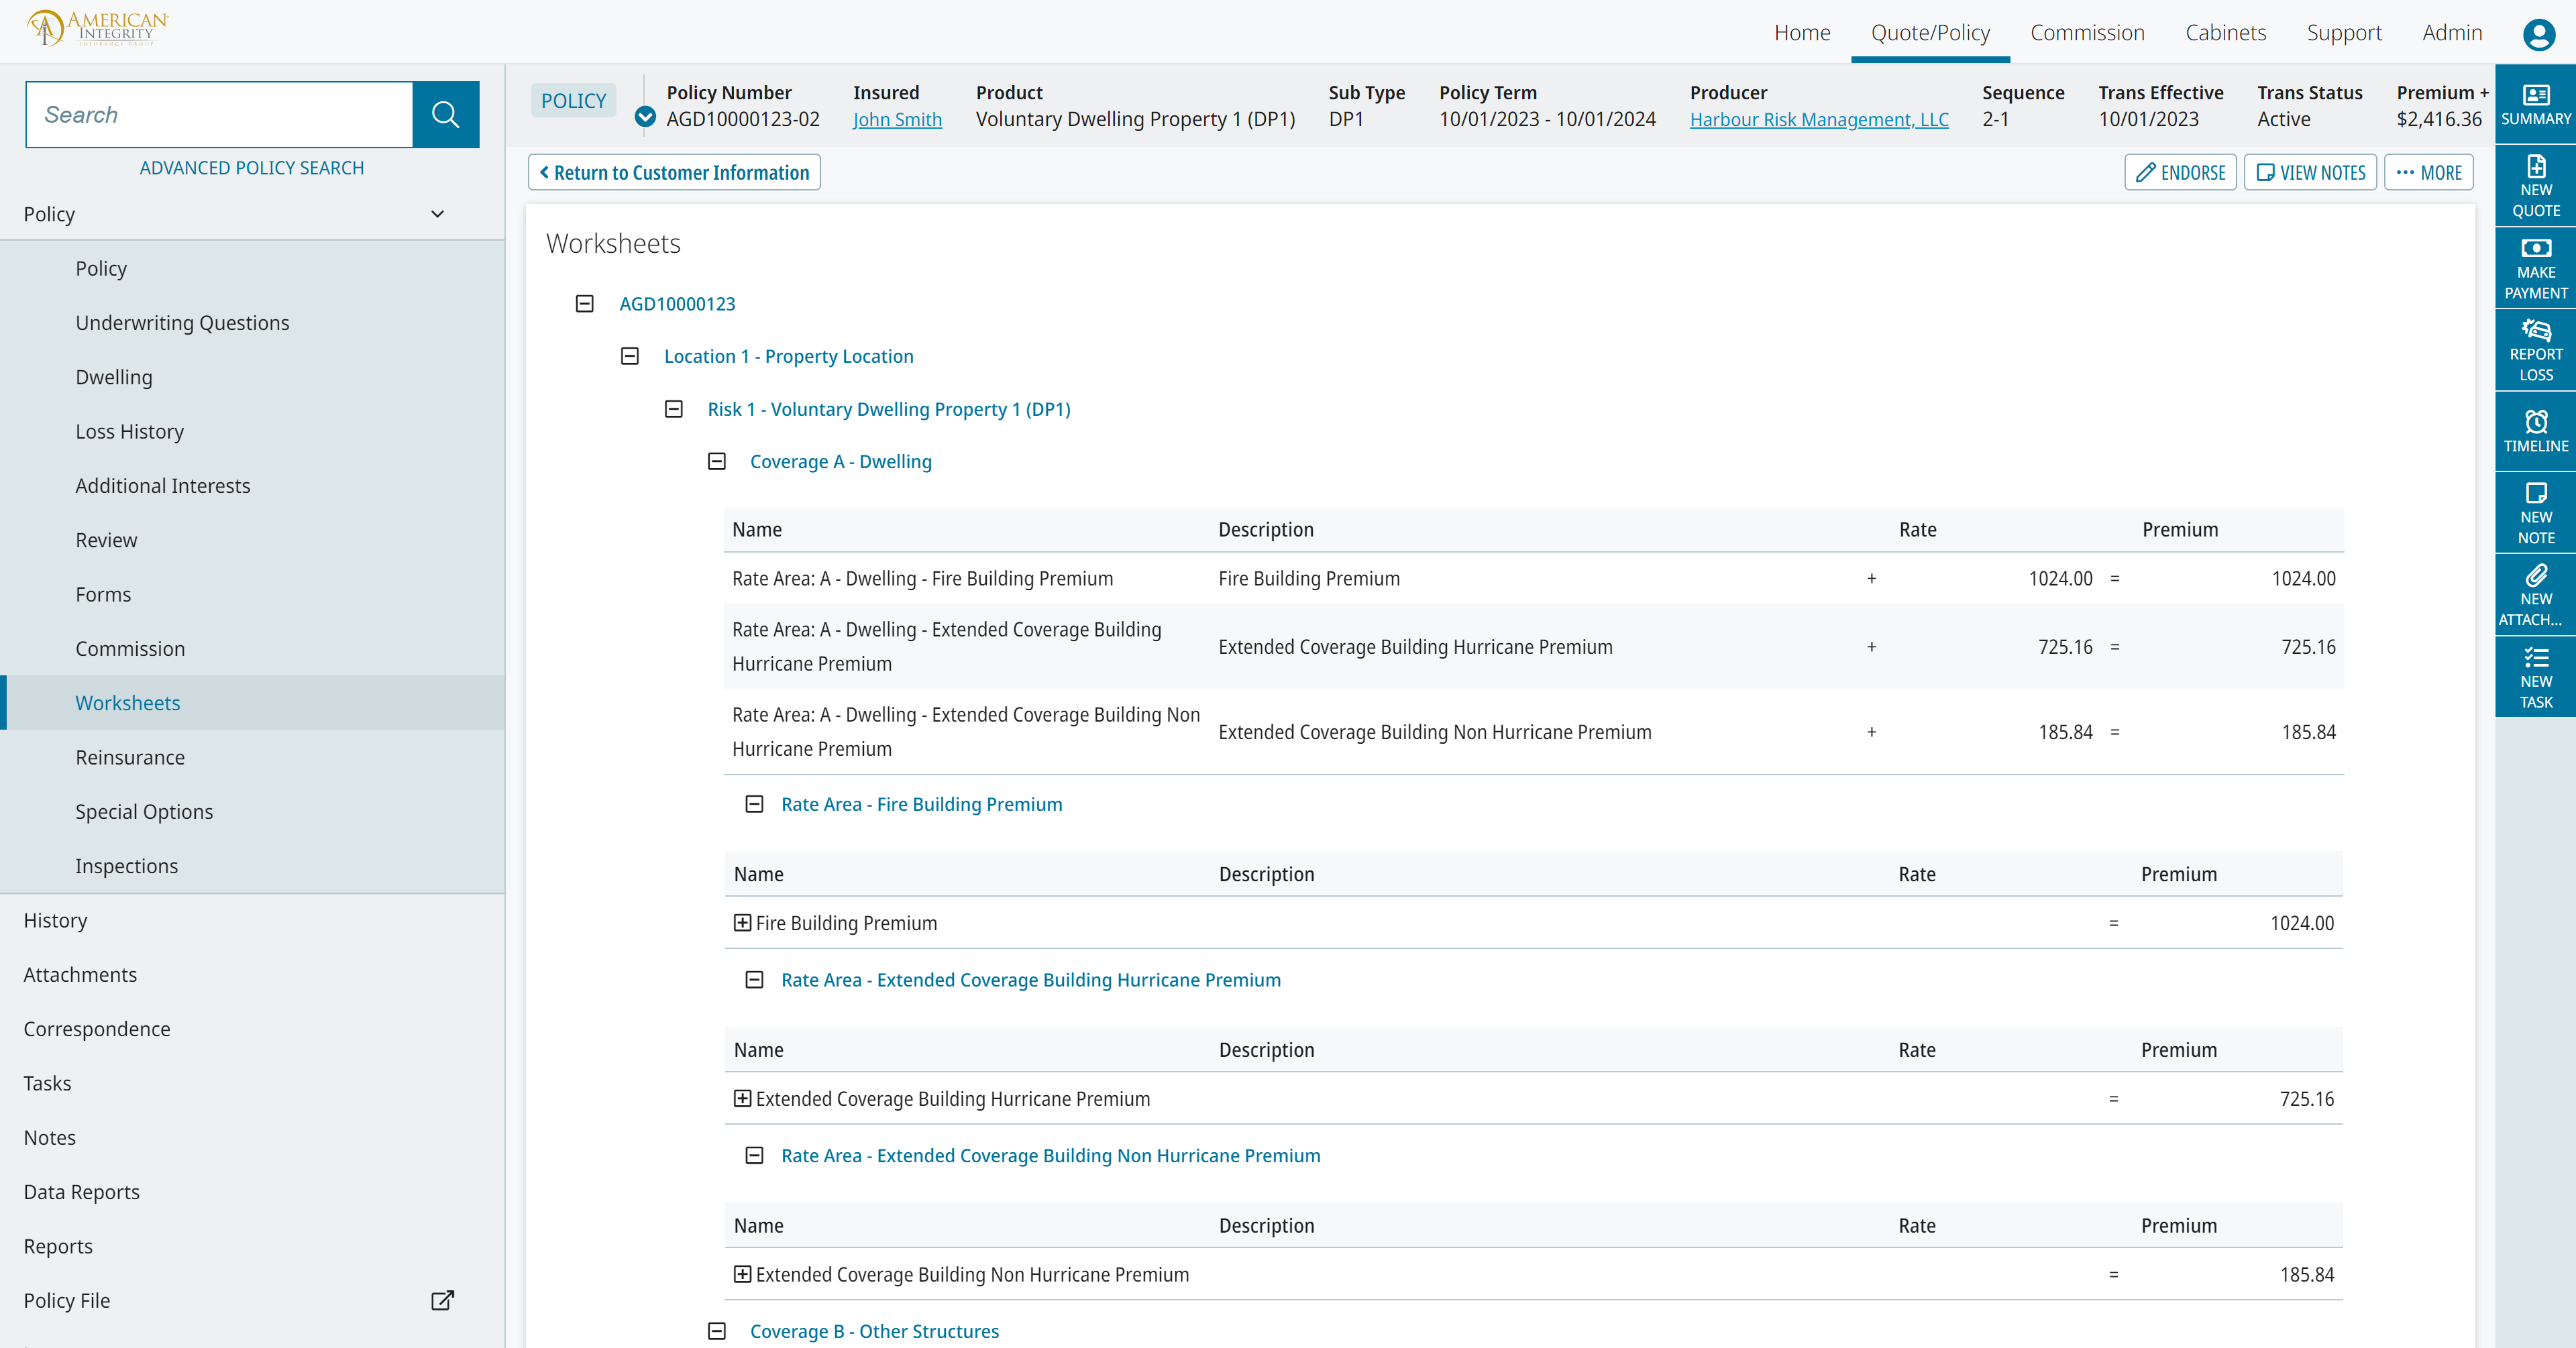 AMERICAN
INTEGRITY
INSURANCE GROUP
Home
Quote/Policy
Commission
Cabinets
Support
Admin
Search
ADVANCED POLICY SEARCH
Policy
Policy
Underwriting Questions
Dwelling
Loss History
Additional Interests
Review
Forms
Commission
Worksheets
Reinsurance
Special Options
Inspections
History
Attachments
Correspondence
Tasks
Notes
Data Reports
Reports
Policy File
POLICY
Policy Number
AGD10000123-02
Insured
John Smith
Product
Voluntary Dwelling Property 1 (DP1)
Sub Type
DP1
Policy Term
10/01/2023 - 10/01/2024
Producer
Harbour Risk Management, LLC
Sequence
2-1
Trans Effective
10/01/2023
Trans Status
Active
Premium +
$2,416.36
Return to Customer Information
ENDORSE
VIEW NOTES
MORE
Worksheets
AGD10000123
Location 1 - Property Location
Risk 1 - Voluntary Dwelling Property 1 (DP1)
Coverage A - Dwelling
Name Description Rate Premium
Rate Area: A - Dwelling - Fire Building Premium Fire Building Premium + 1024.00 = 1024.00
Rate Area: A - Dwelling - Extended Coverage Building
Hurricane Premium Extended Coverage Building Hurricane Premium + 725.16 = 725.16
Rate Area: A - Dwelling - Extended Coverage Building Non
Hurricane Premium Extended Coverage Building Non Hurricane Premium + 185.84 = 185.84
Rate Area - Fire Building Premium
Name Description Rate Premium
Fire Building Premium = 1024.00
Rate Area - Extended Coverage Building Hurricane Premium
Name Description Rate Premium
Extended Coverage Building Hurricane Premium = 725.16
Rate Area - Extended Coverage Building Non Hurricane Premium
Name Description Rate Premium
Extended Coverage Building Non Hurricane Premium = 185.84
Coverage B - Other Structures
SUMMARY
NEW
QUOTE
MAKE
PAYMENT
REPORT
LOSS
TIMELINE
NEW
NOTE
NEW
ATTACH...
NEW
TASK